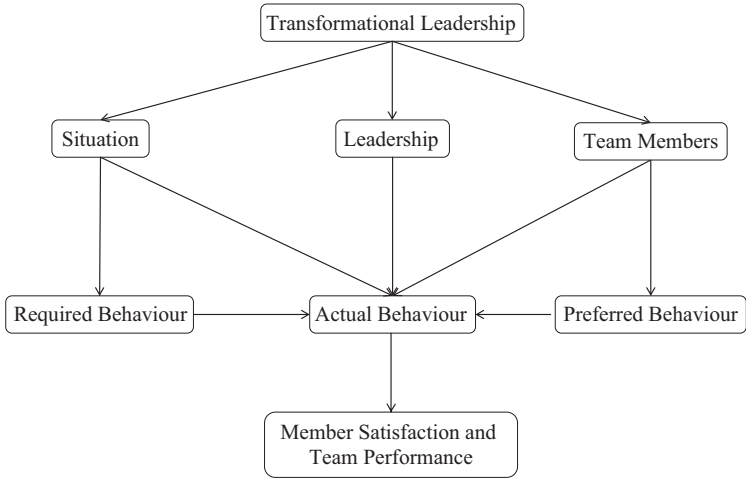 Transformational Leadership
Situation
Leadership
Team Members
Required Behaviour
Actual Behaviour
Preferred Behaviour
Member Satisfaction and
Team Performance